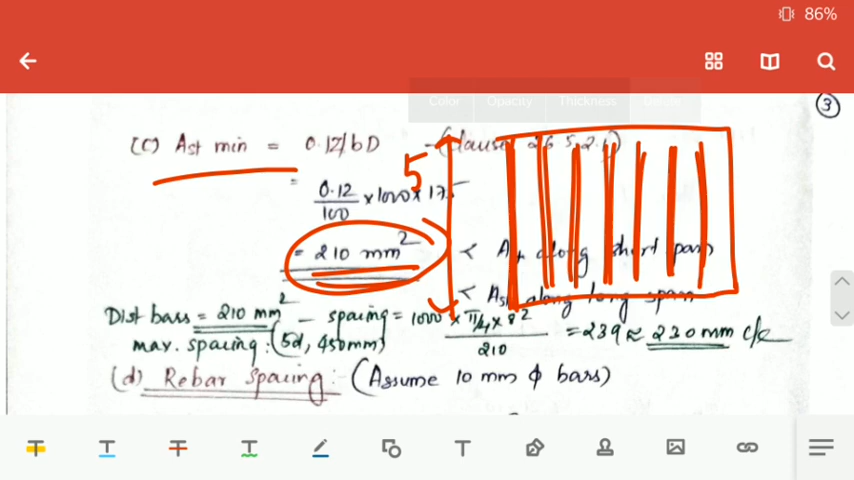 86%
Color Opacity Thickness Delete
3
(c) Ast min = 0.12% bD - (clause 26.5.2.1)
= 0.12/100 × 1000 × 175
5
= 210 mm² < Ast along short span
< Ast along long span
Dist bars = 210 mm² - spacing = 1000 × π/4 × 8² / 210 = 239 ≈ 230 mm c/c
max. spacing : (5d, 450mm)
(d) Rebar Spacing : (Assume 10 mm ϕ bars)
T T T T T